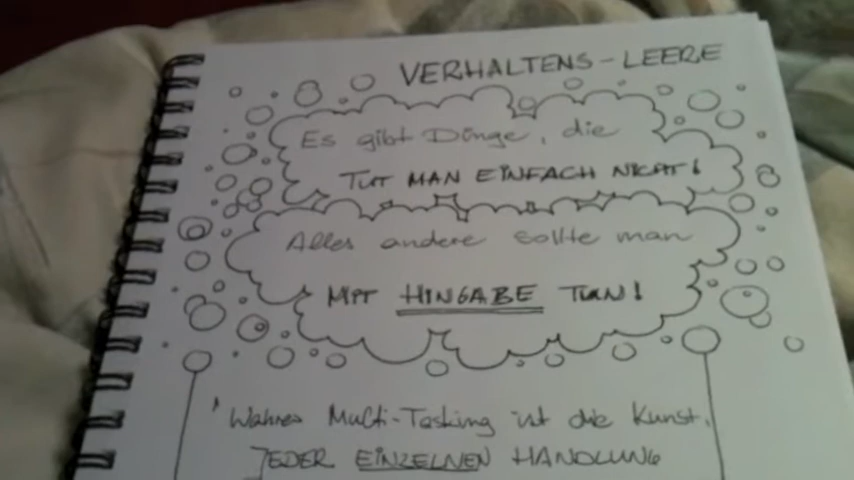 VERHALTENS-LEERE
Es gibt Dinge, die
TUT MAN EINFACH NICHT!
Alles andere sollte man
MIT HINGABE TUN!
'Wahres Multi-Tasking ist die Kunst,
JEDER EINZELNEN HANDLUNG